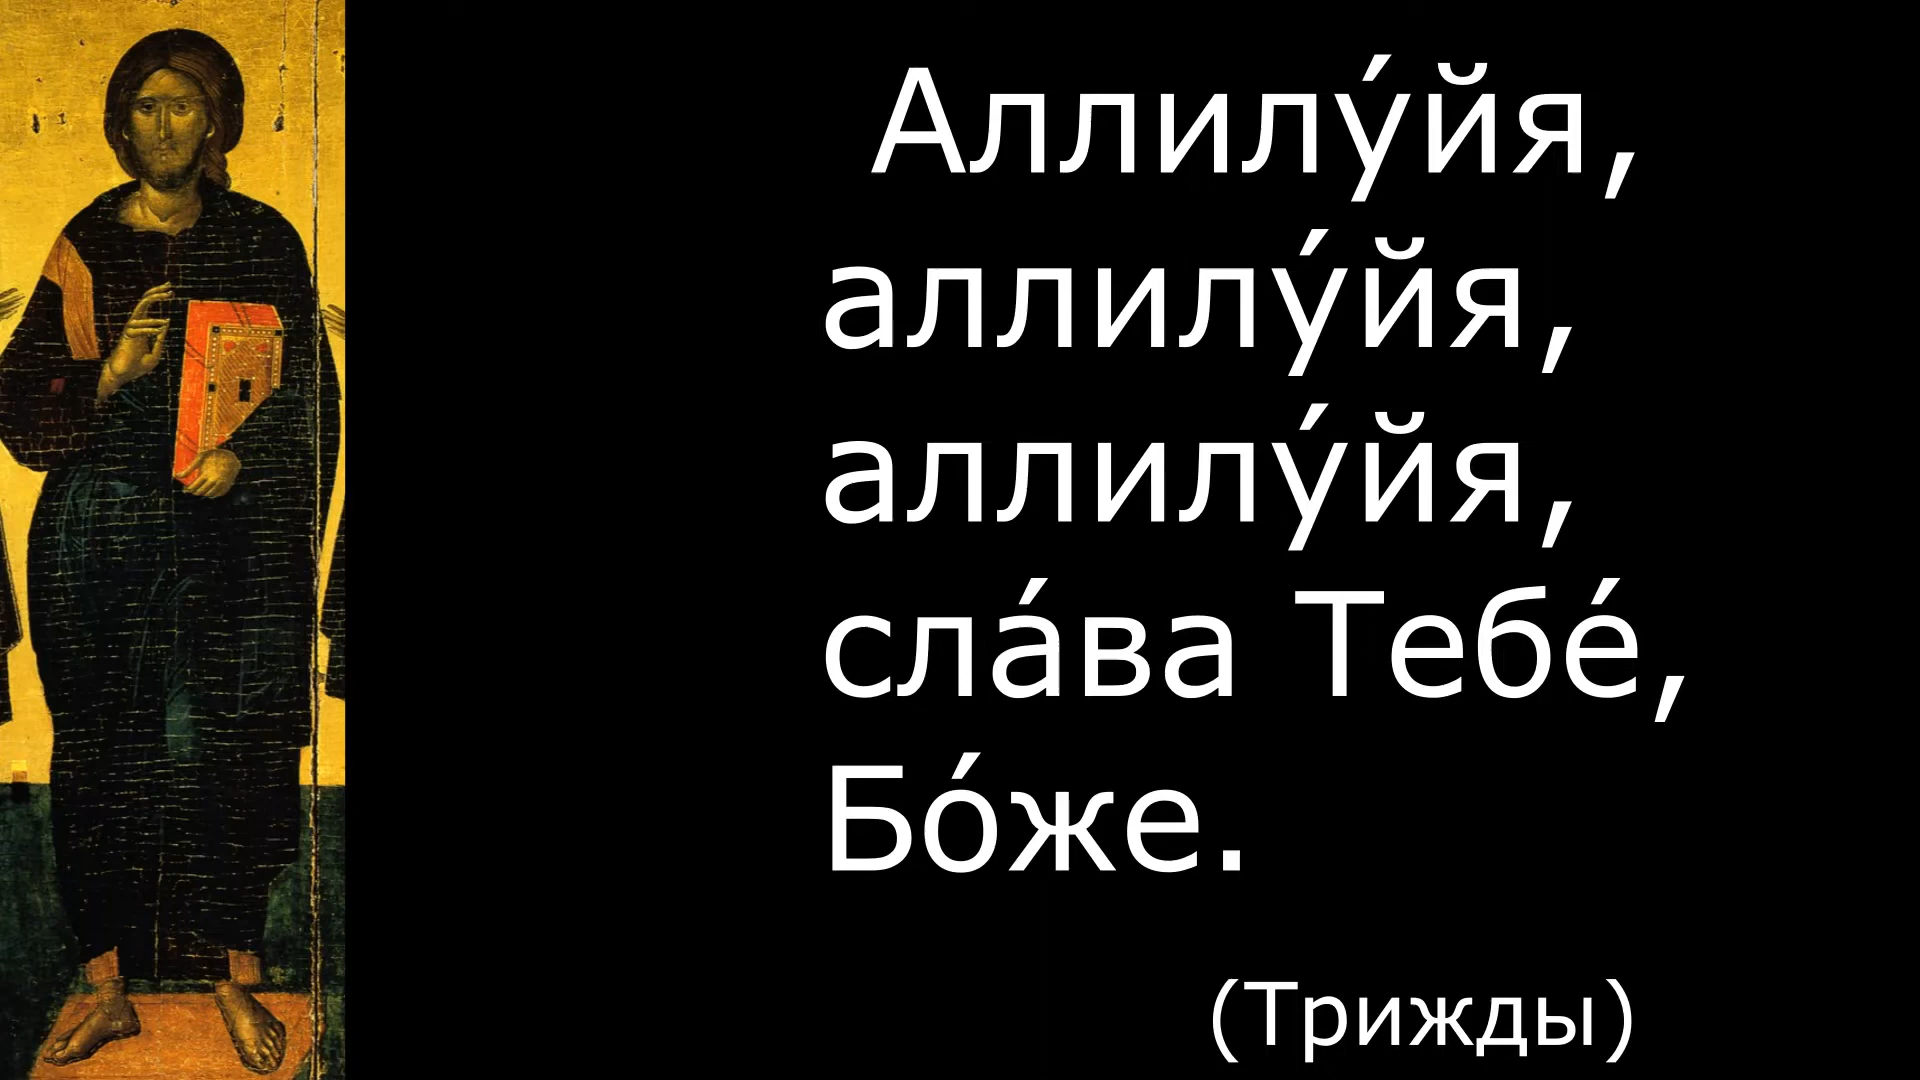 Аллилу́йя,
аллилу́йя,
аллилу́йя,
сла́ва Тебе́,
Бо́же.
(Трижды)